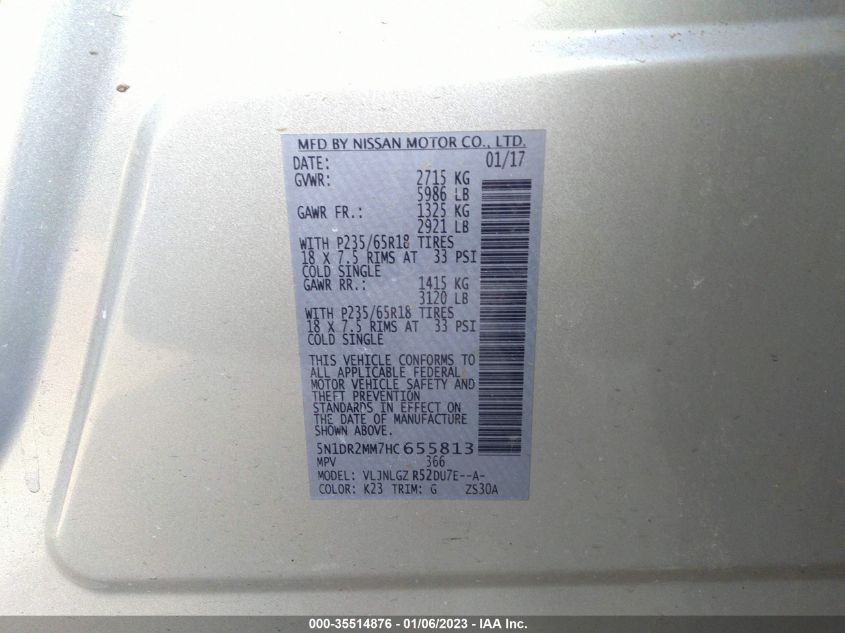 MFD BY NISSAN MOTOR CO., LTD.
DATE: 01/17
GVWR: 2715 KG
5986 LB
GAWR FR.: 1325 KG
2921 LB
WITH P235/65R18 TIRES
18 X 7.5 RIMS AT 33 PSI
COLD SINGLE
GAWR RR.: 1415 KG
3120 LB
WITH P235/65R18 TIRES
18 X 7.5 RIMS AT 33 PSI
COLD SINGLE
THIS VEHICLE CONFORMS TO
ALL APPLICABLE FEDERAL
MOTOR VEHICLE SAFETY AND
THEFT PREVENTION
STANDARDS IN EFFECT ON
THE DATE OF MANUFACTURE
SHOWN ABOVE.
5N1DR2MM7HC655813
MPV 366
MODEL: VLJNLGZ R52DU7E--A-
COLOR: K23 TRIM: G ZS30A
000-35514876 - 01/06/2023 - IAA Inc.